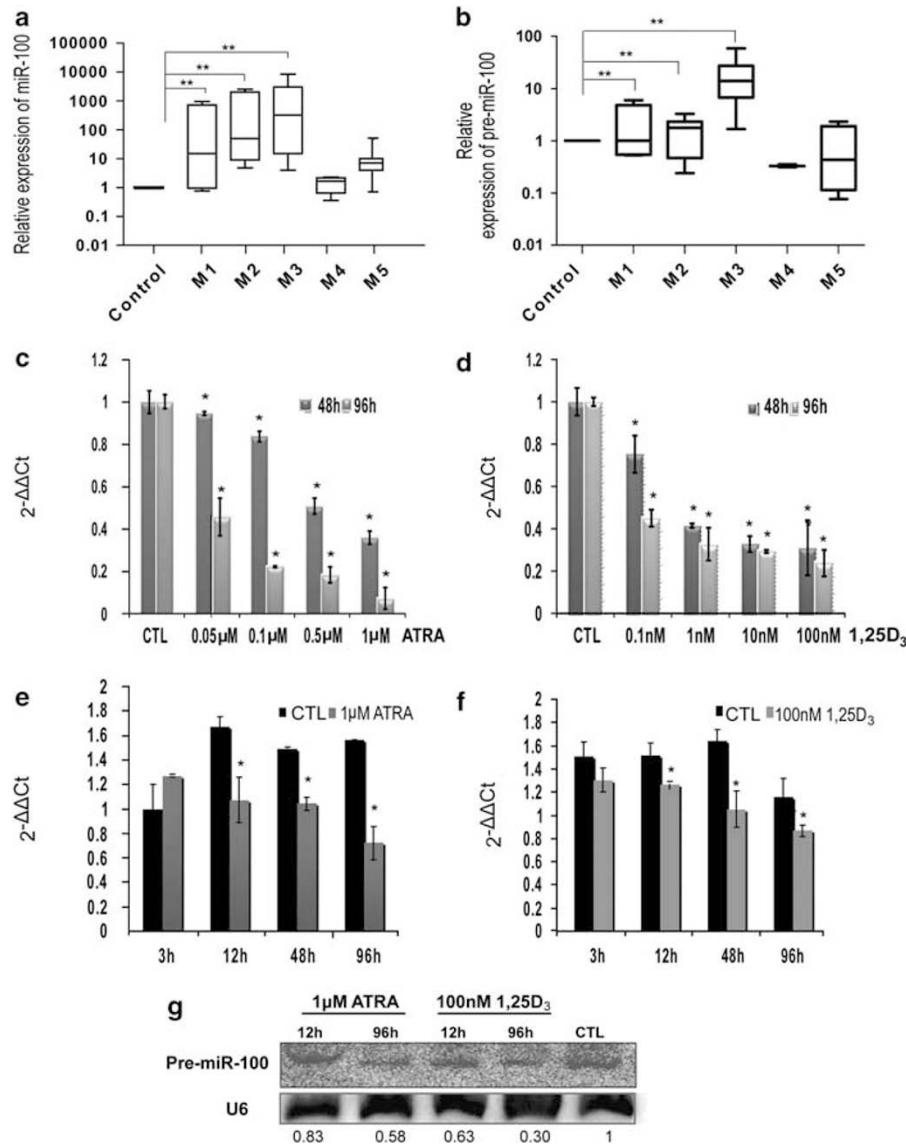 a
Relative expression of miR-100
100000
10000
1000
100
10
1
0.1
0.01
**
**
**
Control
M1
M2
M3
M4
M5
b
Relative
expression of pre-miR-100
100
10
1
0.1
0.01
**
**
**
Control
M1
M2
M3
M4
M5
c
2-ΔΔCt
1.2
1
0.8
0.6
0.4
0.2
0
48h 96h
* * * *
* * * *
CTL 0.05µM 0.1µM 0.5µM 1µM ATRA
d
2-ΔΔCt
1.2
1
0.8
0.6
0.4
0.2
0
48h 96h
* * * *
* * * *
CTL 0.1nM 1nM 10nM 100nM 1,25D₃
e
2-ΔΔCt
2
1.8
1.6
1.4
1.2
1
0.8
0.6
0.4
0.2
0
CTL 1µM ATRA
* * *
3h 12h 48h 96h
f
2-ΔΔCt
2
1.8
1.6
1.4
1.2
1
0.8
0.6
0.4
0.2
0
CTL 100nM 1,25D₃
* * *
3h 12h 48h 96h
g
1µM ATRA 100nM 1,25D₃
12h 96h 12h 96h CTL
Pre-miR-100
U6
0.83 0.58 0.63 0.30 1